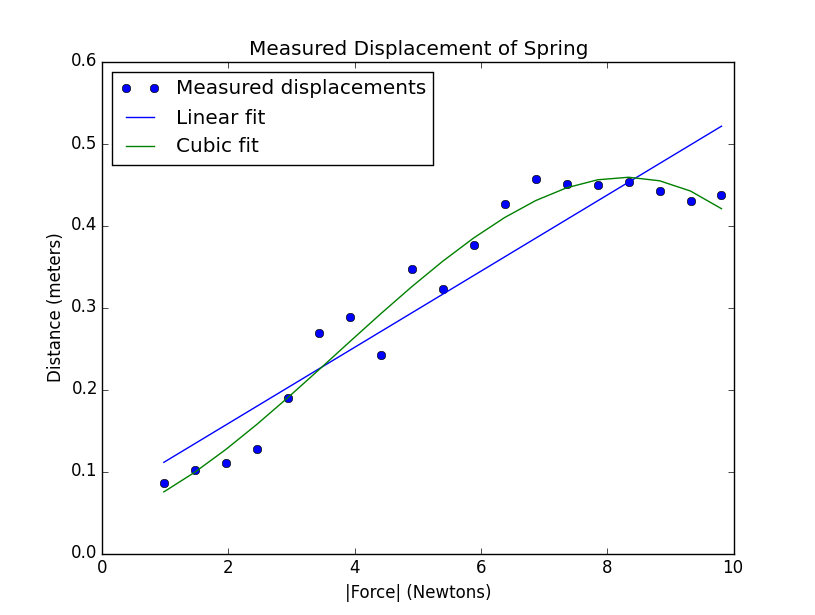 Measured Displacement of Spring
Measured displacements
Linear fit
Cubic fit
0.6
0.5
0.4
0.3
0.2
0.1
0.0
Distance (meters)
0 2 4 6 8 10
|Force| (Newtons)